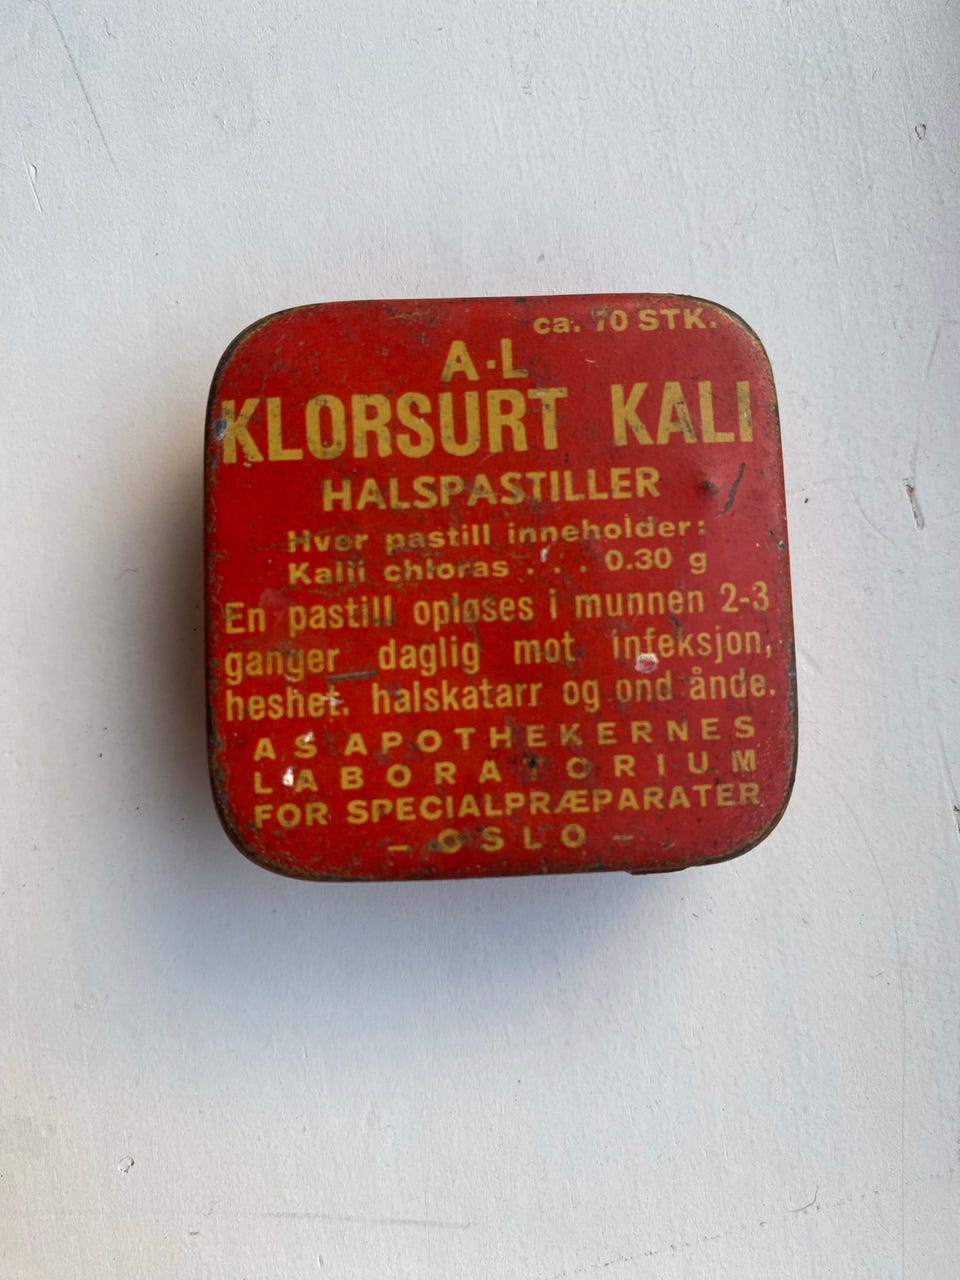 ca. 70 STK.
A·L
KLORSURT KALI
HALSPASTILLER
Hver pastill inneholder:
Kalii chloras . . . 0.30 g
En pastill opløses i munnen 2-3
ganger daglig mot infeksjon,
heshet, halskatarr og ond ånde.
AS APOTHEKERNES
LABORATORIUM
FOR SPECIALPRÆPARATER
– OSLO –